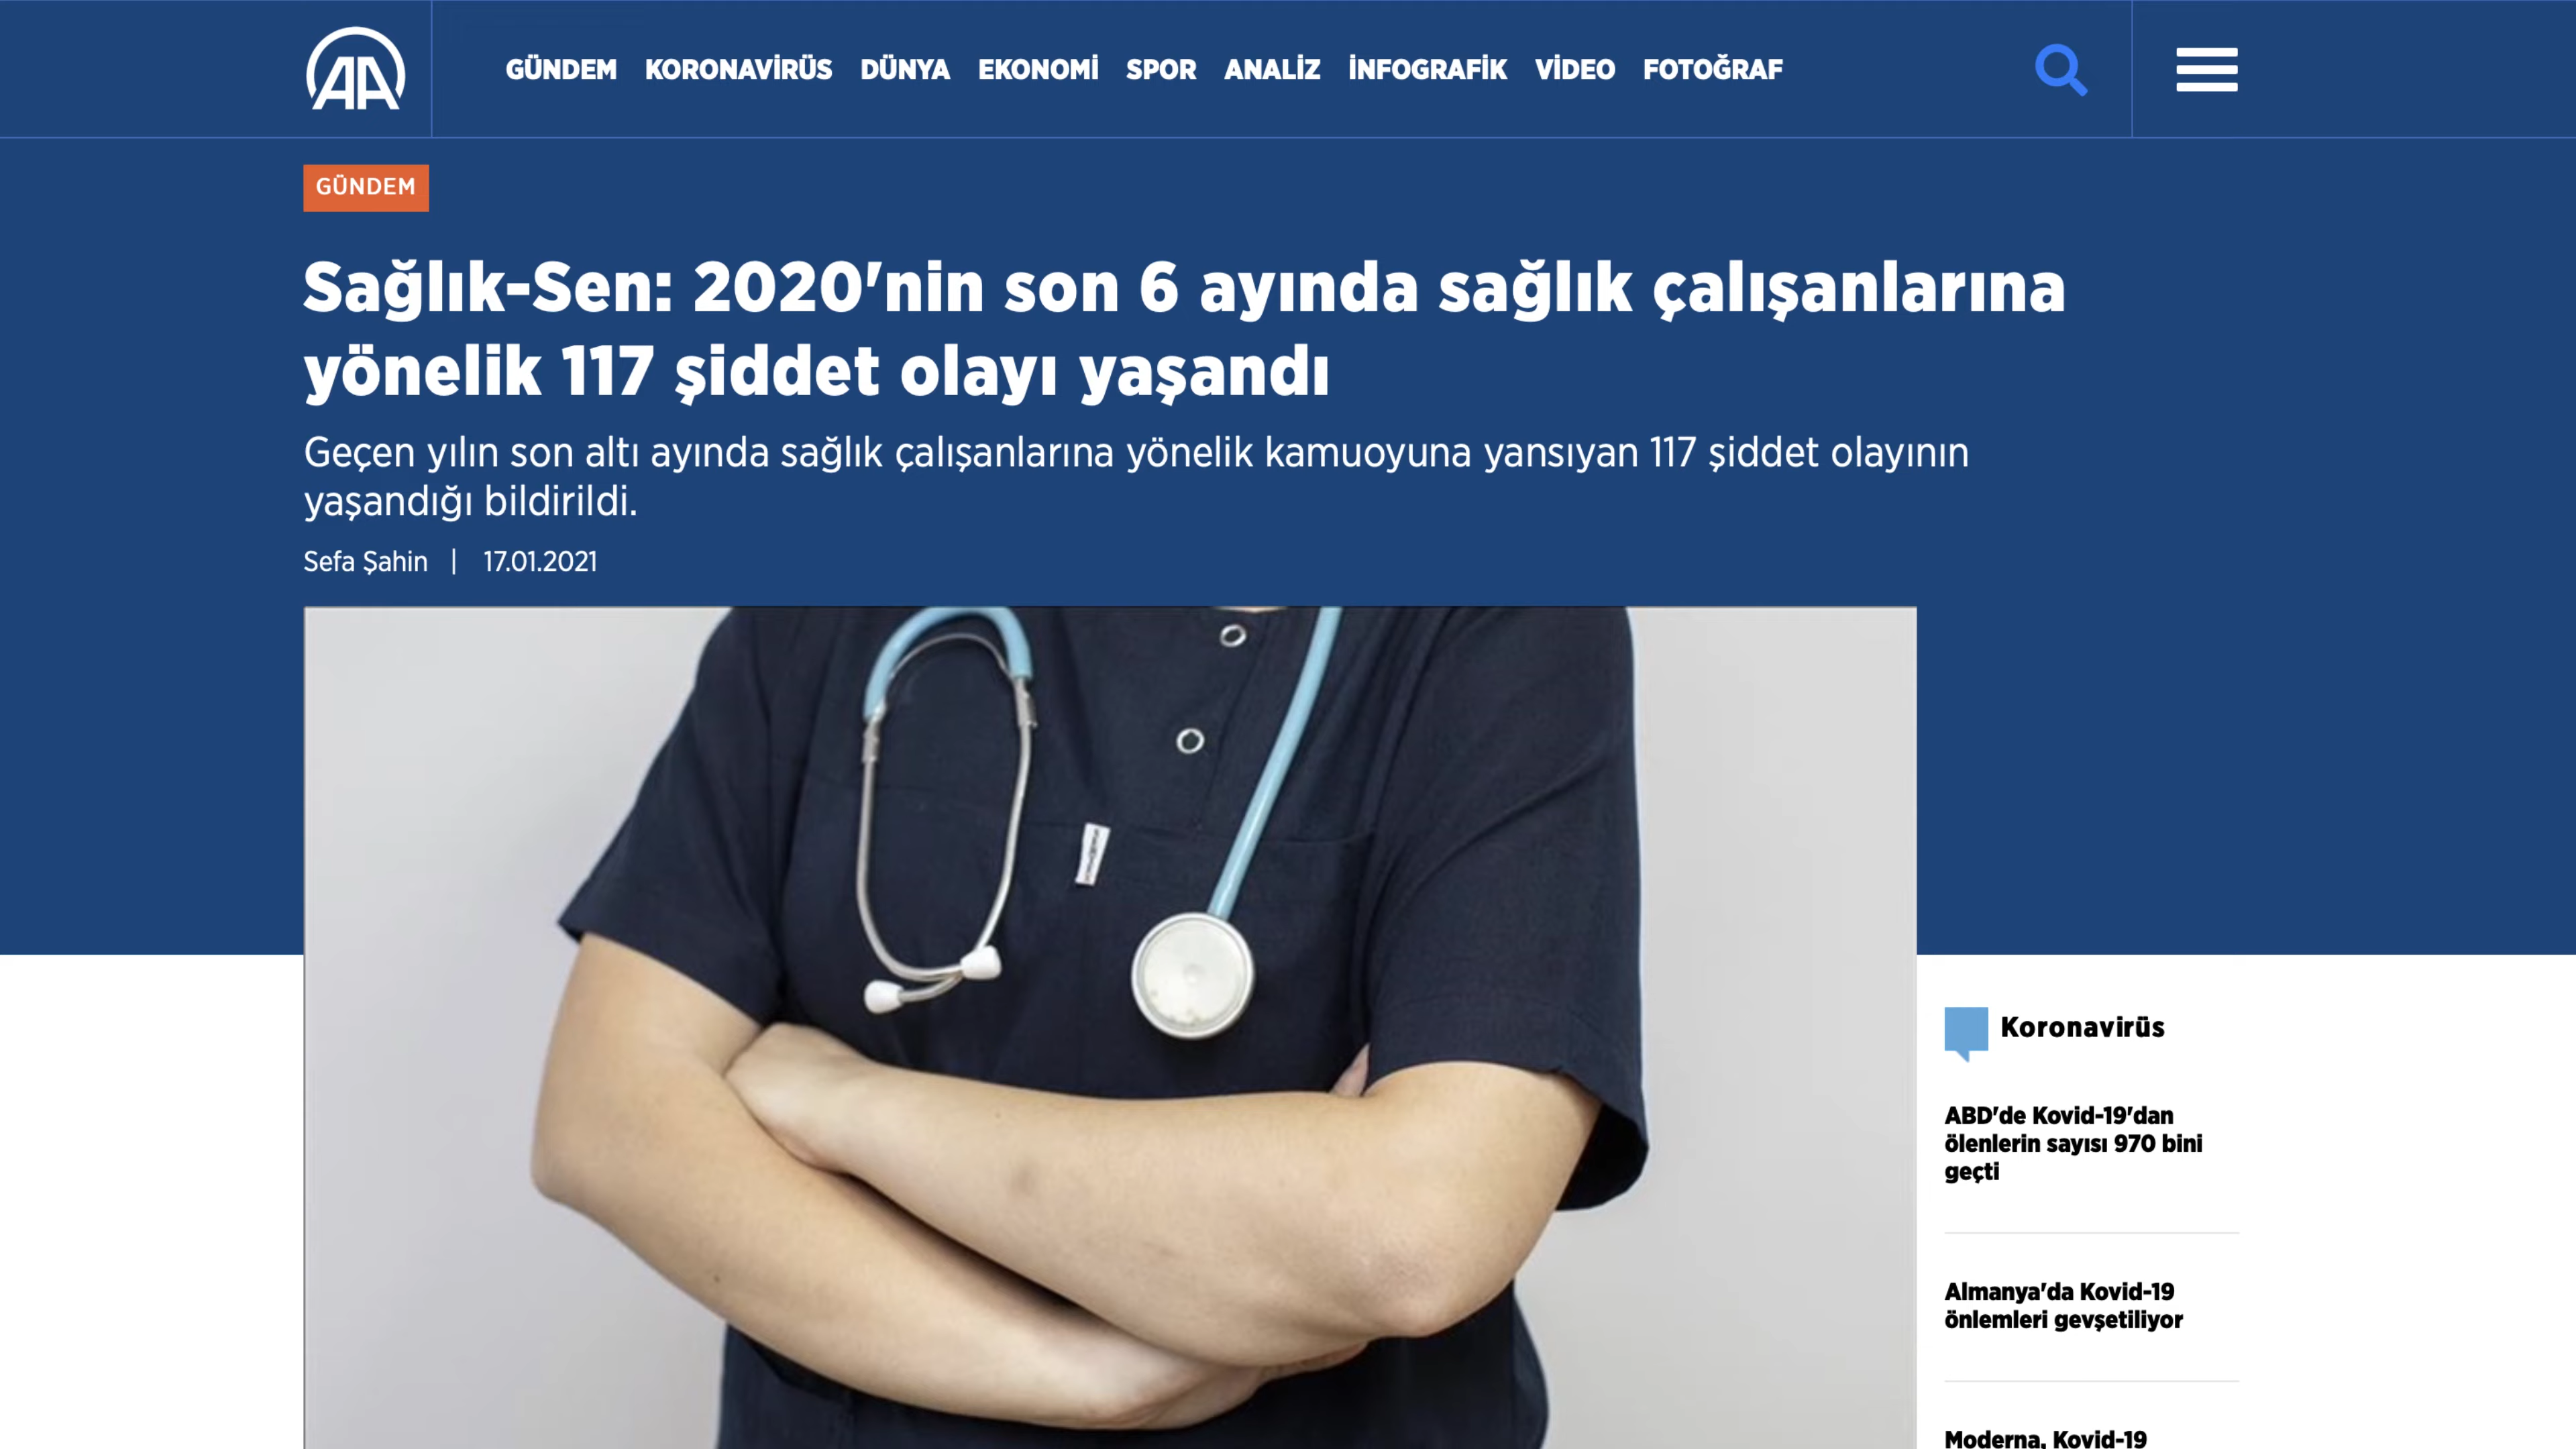 AA
GÜNDEM KORONAVİRÜS DÜNYA EKONOMİ SPOR ANALİZ İNFOGRAFİK VİDEO FOTOĞRAF
GÜNDEM
Sağlık-Sen: 2020'nin son 6 ayında sağlık çalışanlarına
yönelik 117 şiddet olayı yaşandı
Geçen yılın son altı ayında sağlık çalışanlarına yönelik kamuoyuna yansıyan 117 şiddet olayının
yaşandığı bildirildi.
Sefa Şahin | 17.01.2021
Koronavirüs
ABD'de Kovid-19'dan
ölenlerin sayısı 970 bini
geçti
Almanya'da Kovid-19
önlemleri gevşetiliyor
Moderna, Kovid-19